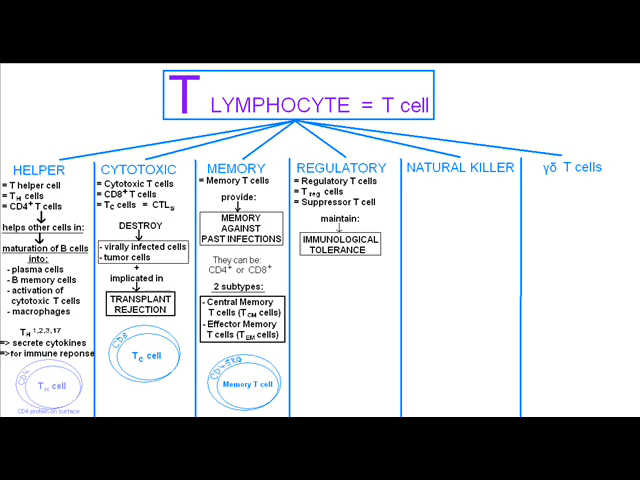 T LYMPHOCYTE = T cell
HELPER
= T helper cell
= TH cells
= CD4+ T cells
helps other cells in:
maturation of B cells
into:
- plasma cells
- B memory cells
- activation of
cytotoxic T cells
- macrophages
TH 1,2,3,17
=> secrete cytokines
=>for immune reponse
CD4
TH cell
CD4 protein on surface
CYTOTOXIC
= Cytotoxic T cells
= CD8+ T cells
= TC cells = CTLS
DESTROY
- virally infected cells
- tumor cells
+
implicated in
TRANSPLANT
REJECTION
CD8
TC cell
MEMORY
= Memory T cells
provide:
MEMORY
AGAINST
PAST INFECTIONS
They can be:
CD4+ or CD8+
2 subtypes:
- Central Memory
T cells (TCM cells)
- Effector Memory
T cells (TEM cells)
Memory T cell
REGULATORY
= Regulatory T cells
= Treg cells
= Suppressor T cell
maintain:
IMMUNOLOGICAL
TOLERANCE
NATURAL KILLER
γδ T cells